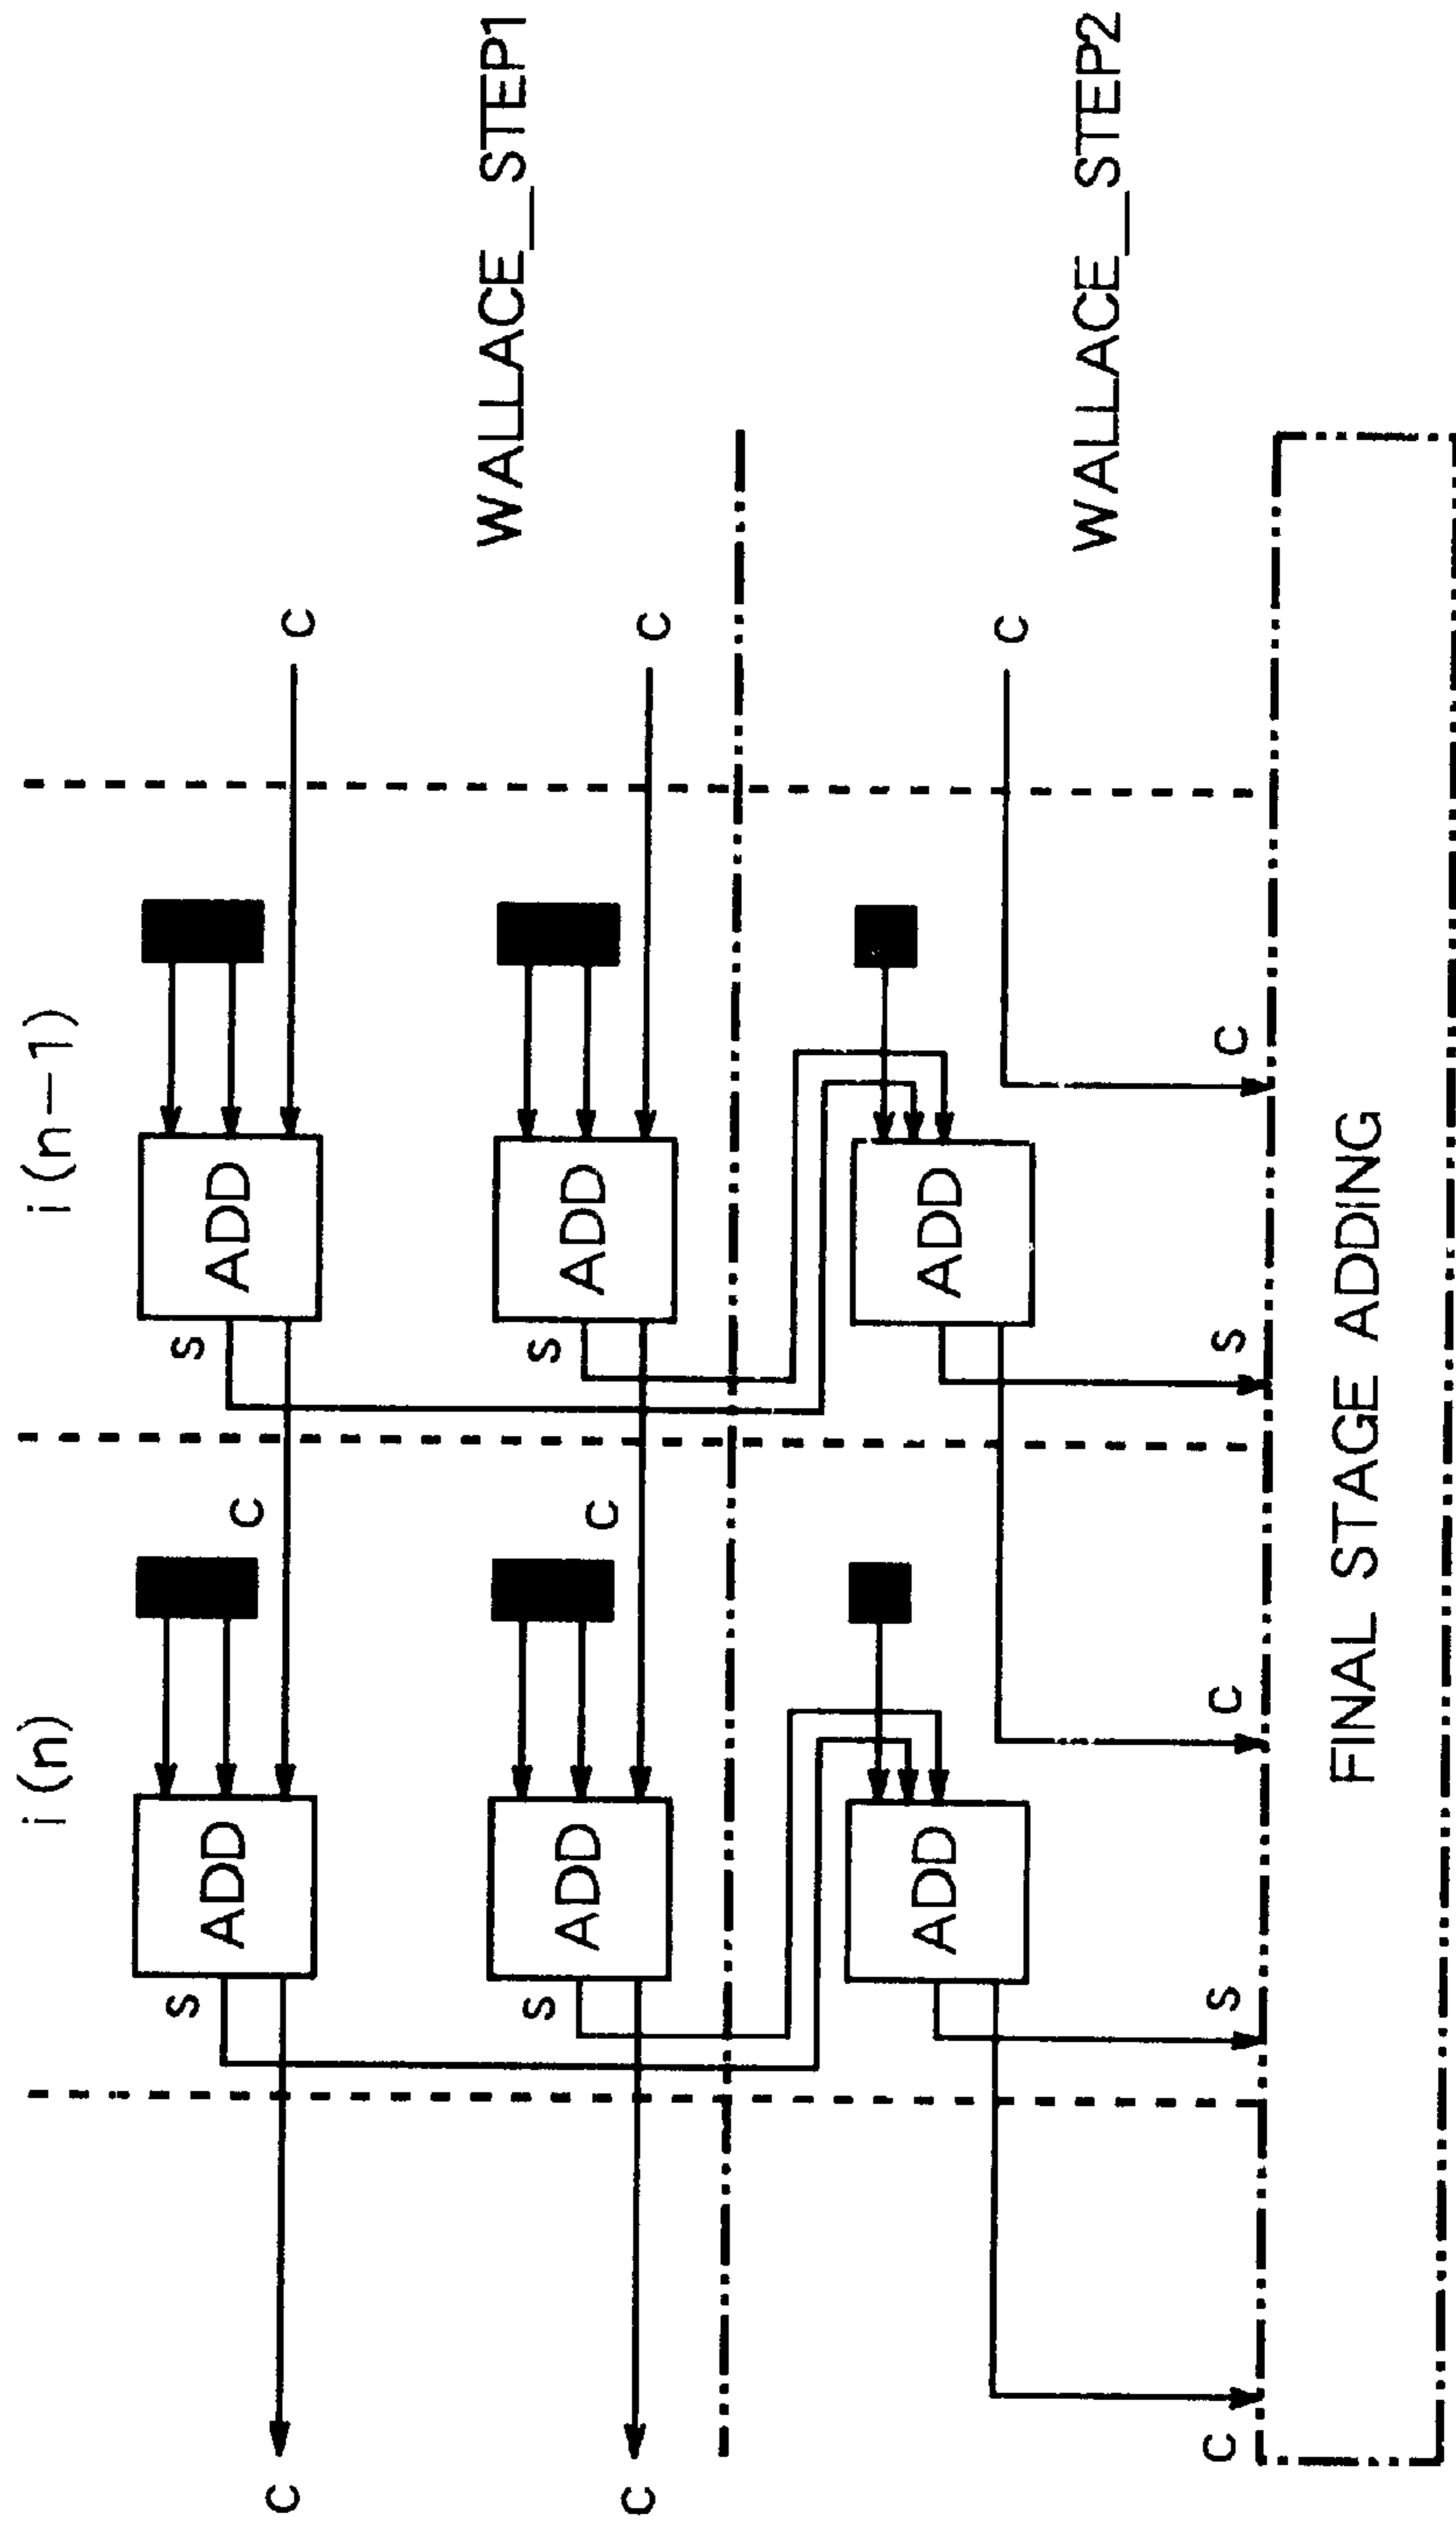 i(n)
i(n-1)
s
s
ADD
ADD
c
c
c
WALLACE_STEP1
s
s
ADD
ADD
c
c
c
ADD
ADD
c
WALLACE_STEP2
c
s
c
s
c
FINAL STAGE ADDING